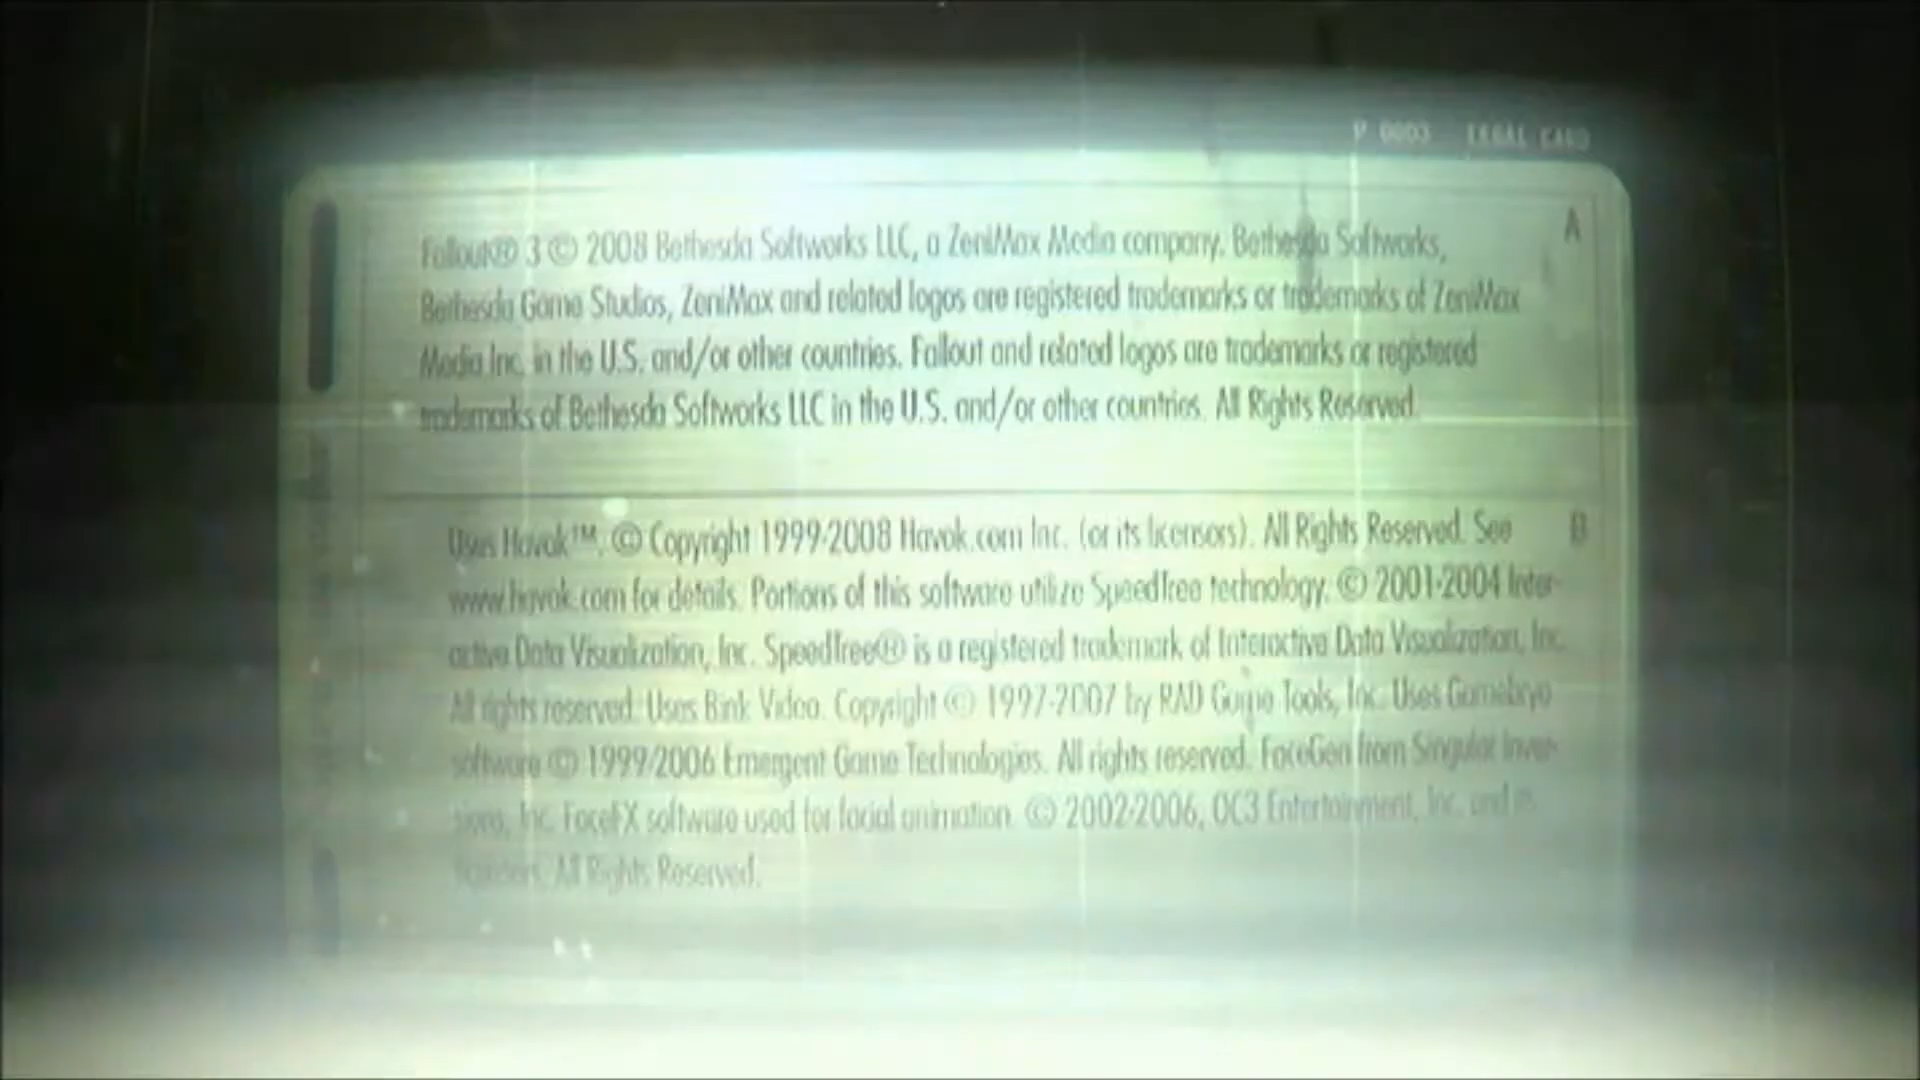 P 0003 LEGAL CARD
A
Fallout® 3 © 2008 Bethesda Softworks LLC, a ZeniMax Media company. Bethesda Softworks,
Bethesda Game Studios, ZeniMax and related logos are registered trademarks or trademarks of ZeniMax
Media Inc. in the U.S. and/or other countries. Fallout and related logos are trademarks or registered
trademarks of Bethesda Softworks LLC in the U.S. and/or other countries. All Rights Reserved.
B
Uses Havok™. © Copyright 1999-2008 Havok.com Inc. (or its licensors). All Rights Reserved. See
www.havok.com for details. Portions of this software utilize SpeedTree technology. © 2001-2004 Inter-
active Data Visualization, Inc. SpeedTree® is a registered trademark of Interactive Data Visualization, Inc.
All rights reserved. Uses Bink Video. Copyright © 1997-2007 by RAD Game Tools, Inc. Uses Gamebryo
software © 1999-2006 Emergent Game Technologies. All rights reserved. FaceGen from Singular Inver-
sions, Inc. FaceFX software used for facial animation. © 2002-2006, OC3 Entertainment, Inc. and its
licensors. All Rights Reserved.